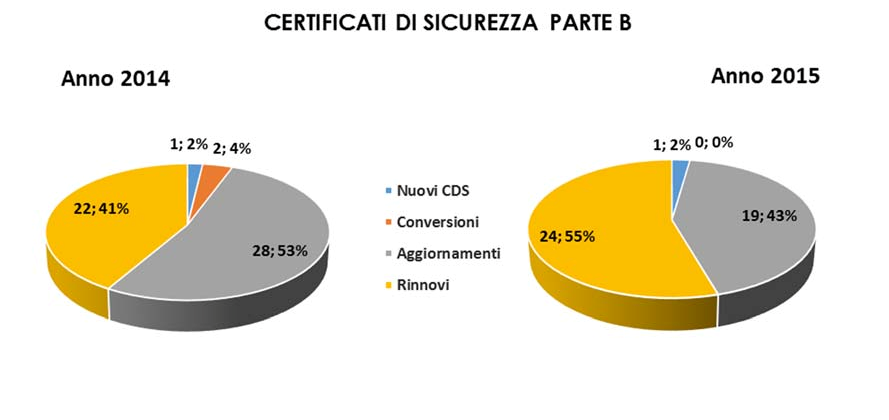 CERTIFICATI DI SICUREZZA PARTE B
Anno 2014
Anno 2015
1; 2%
2; 4%
22; 41%
28; 53%
Nuovi CDS
Conversioni
Aggiornamenti
Rinnovi
1; 2%
0; 0%
19; 43%
24; 55%